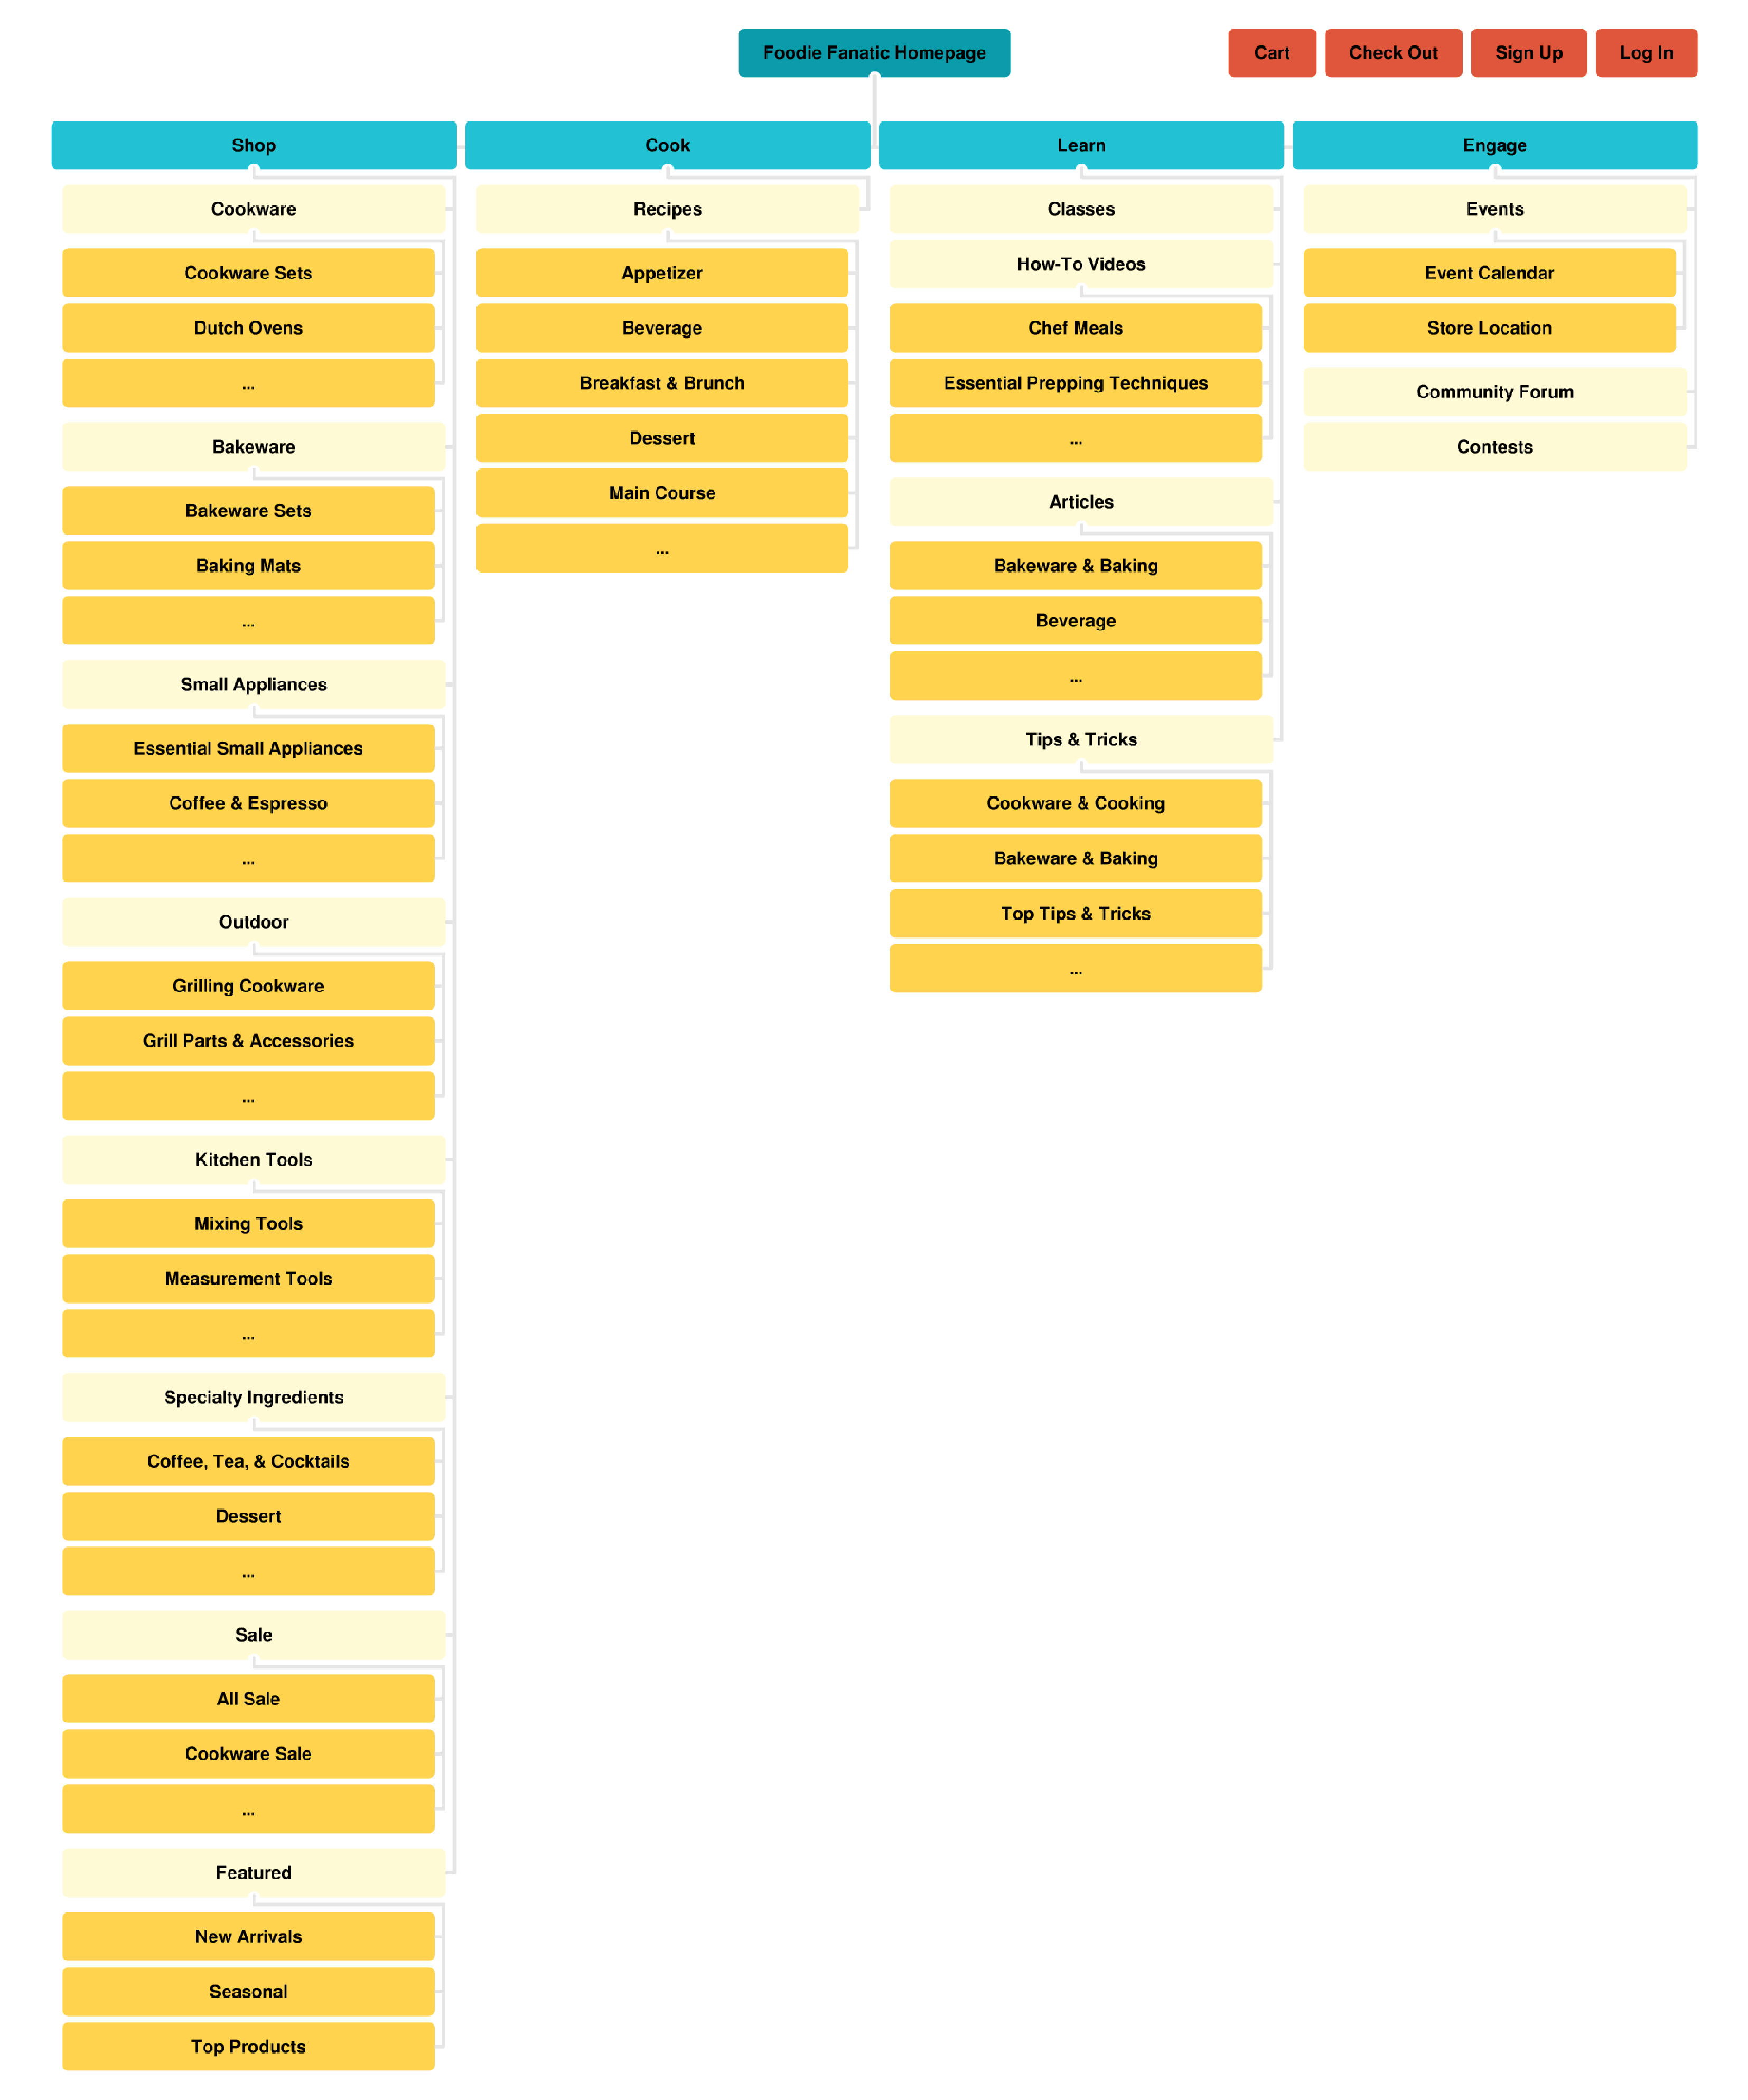 Foodie Fanatic Homepage
Cart
Check Out
Sign Up
Log In
Shop
Cookware
Cookware Sets
Dutch Ovens
...
Bakeware
Bakeware Sets
Baking Mats
...
Small Appliances
Essential Small Appliances
Coffee & Espresso
...
Outdoor
Grilling Cookware
Grill Parts & Accessories
...
Kitchen Tools
Mixing Tools
Measurement Tools
...
Specialty Ingredients
Coffee, Tea, & Cocktails
Dessert
...
Sale
All Sale
Cookware Sale
...
Featured
New Arrivals
Seasonal
Top Products
Cook
Recipes
Appetizer
Beverage
Breakfast & Brunch
Dessert
Main Course
...
Learn
Classes
How-To Videos
Chef Meals
Essential Prepping Techniques
...
Articles
Bakeware & Baking
Beverage
...
Tips & Tricks
Cookware & Cooking
Bakeware & Baking
Top Tips & Tricks
...
Engage
Events
Event Calendar
Store Location
Community Forum
Contests